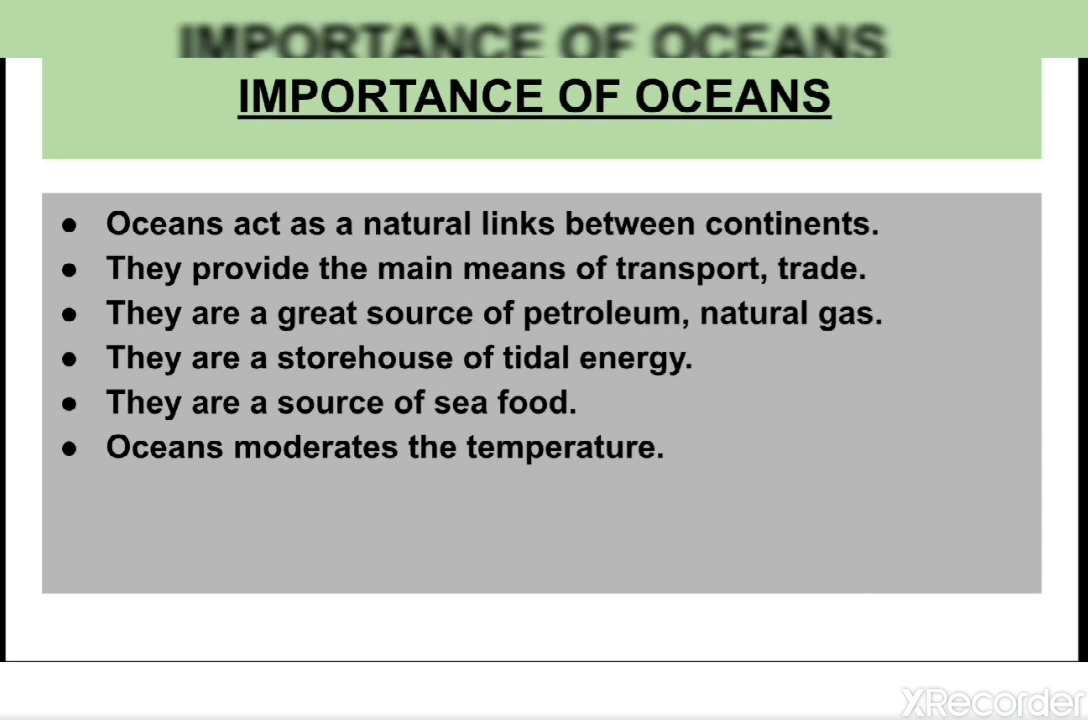 IMPORTANCE OF OCEANS
IMPORTANCE OF OCEANS
● Oceans act as a natural links between continents.
● They provide the main means of transport, trade.
● They are a great source of petroleum, natural gas.
● They are a storehouse of tidal energy.
● They are a source of sea food.
● Oceans moderates the temperature.
XRecorder